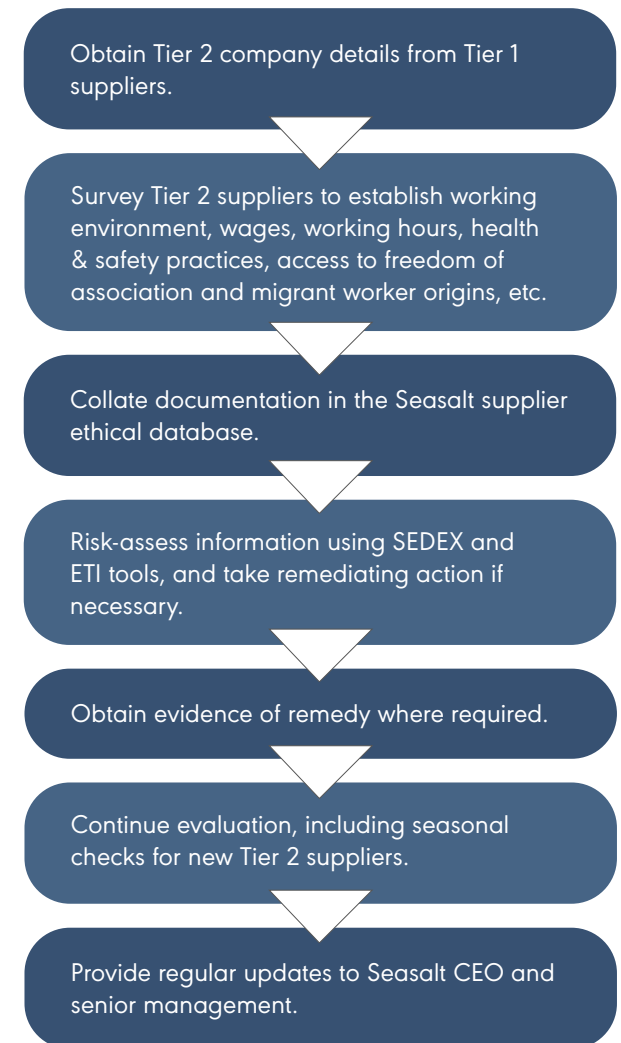 Obtain Tier 2 company details from Tier 1
suppliers.
Survey Tier 2 suppliers to establish working
environment, wages, working hours, health
& safety practices, access to freedom of
association and migrant worker origins, etc.
Collate documentation in the Seasalt supplier
ethical database.
Risk-assess information using SEDEX and
ETI tools, and take remediating action if
necessary.
Obtain evidence of remedy where required.
Continue evaluation, including seasonal
checks for new Tier 2 suppliers.
Provide regular updates to Seasalt CEO and
senior management.